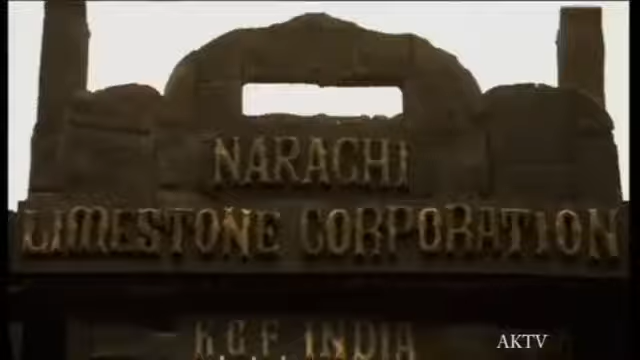 NARACHI
LIMESTONE CORPORATION
K.G.F. INDIA
AKTV